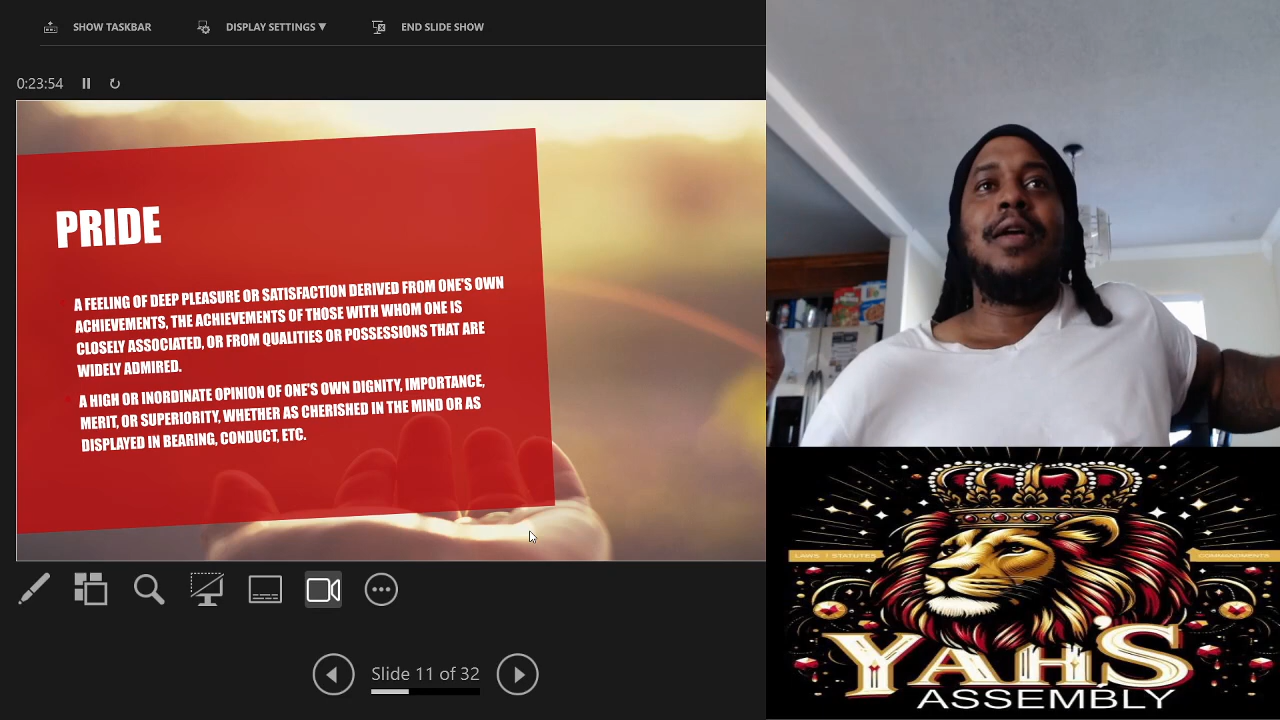 SHOW TASKBAR
DISPLAY SETTINGS ▼
END SLIDE SHOW
0:23:54
PRIDE
A FEELING OF DEEP PLEASURE OR SATISFACTION DERIVED FROM ONE'S OWN
ACHIEVEMENTS, THE ACHIEVEMENTS OF THOSE WITH WHOM ONE IS
CLOSELY ASSOCIATED, OR FROM QUALITIES OR POSSESSIONS THAT ARE
WIDELY ADMIRED.
A HIGH OR INORDINATE OPINION OF ONE'S OWN DIGNITY, IMPORTANCE,
MERIT, OR SUPERIORITY, WHETHER AS CHERISHED IN THE MIND OR AS
DISPLAYED IN BEARING, CONDUCT, ETC.
Slide 11 of 32
LAWS STATUTES
COMMANDMENTS
YAH'S
ASSEMBLY